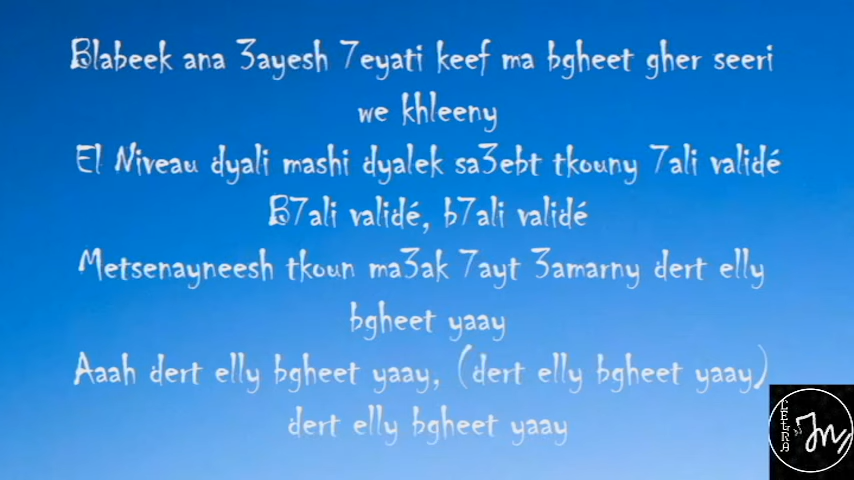 Blabeek ana 3ayesh 7eyati keef ma bgheet gher seeri
we khleeny
El Niveau dyali mashi dyalek sa3ebt tkouny 7ali validé
B7ali validé, b7ali validé
Metsenayneesh tkoun ma3ak 7ayt 3amarny dert elly
bgheet yaay
Aaah dert elly bgheet yaay, (dert elly bgheet yaay)
dert elly bgheet yaay